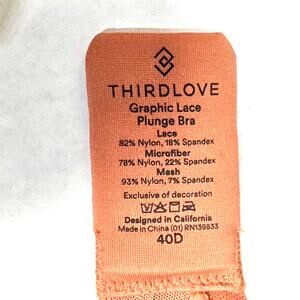 THIRDLOVE
Graphic Lace
Plunge Bra
Lace
82% Nylon, 18% Spandex
Microfiber
78% Nylon, 22% Spandex
Mesh
93% Nylon, 7% Spandex
Exclusive of decoration
Designed in California
Made in China (01) RN139833
40D